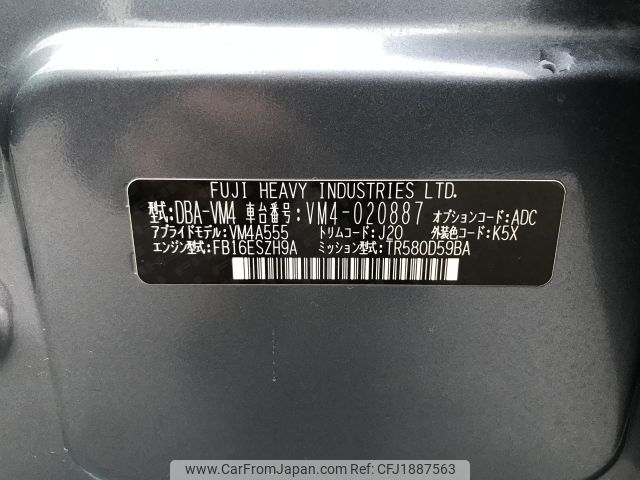 FUJI HEAVY INDUSTRIES LTD.
型式:DBA-VM4 車台番号:VM4-020887 オプションコード:ADC
アプライドモデル:VM4A555 トリムコード:J20 外装色コード:K5X
エンジン型式:FB16ESZH9A ミッション型式:TR580D59BA
www.CarFromJapan.com - Car ID: CFJ1887563